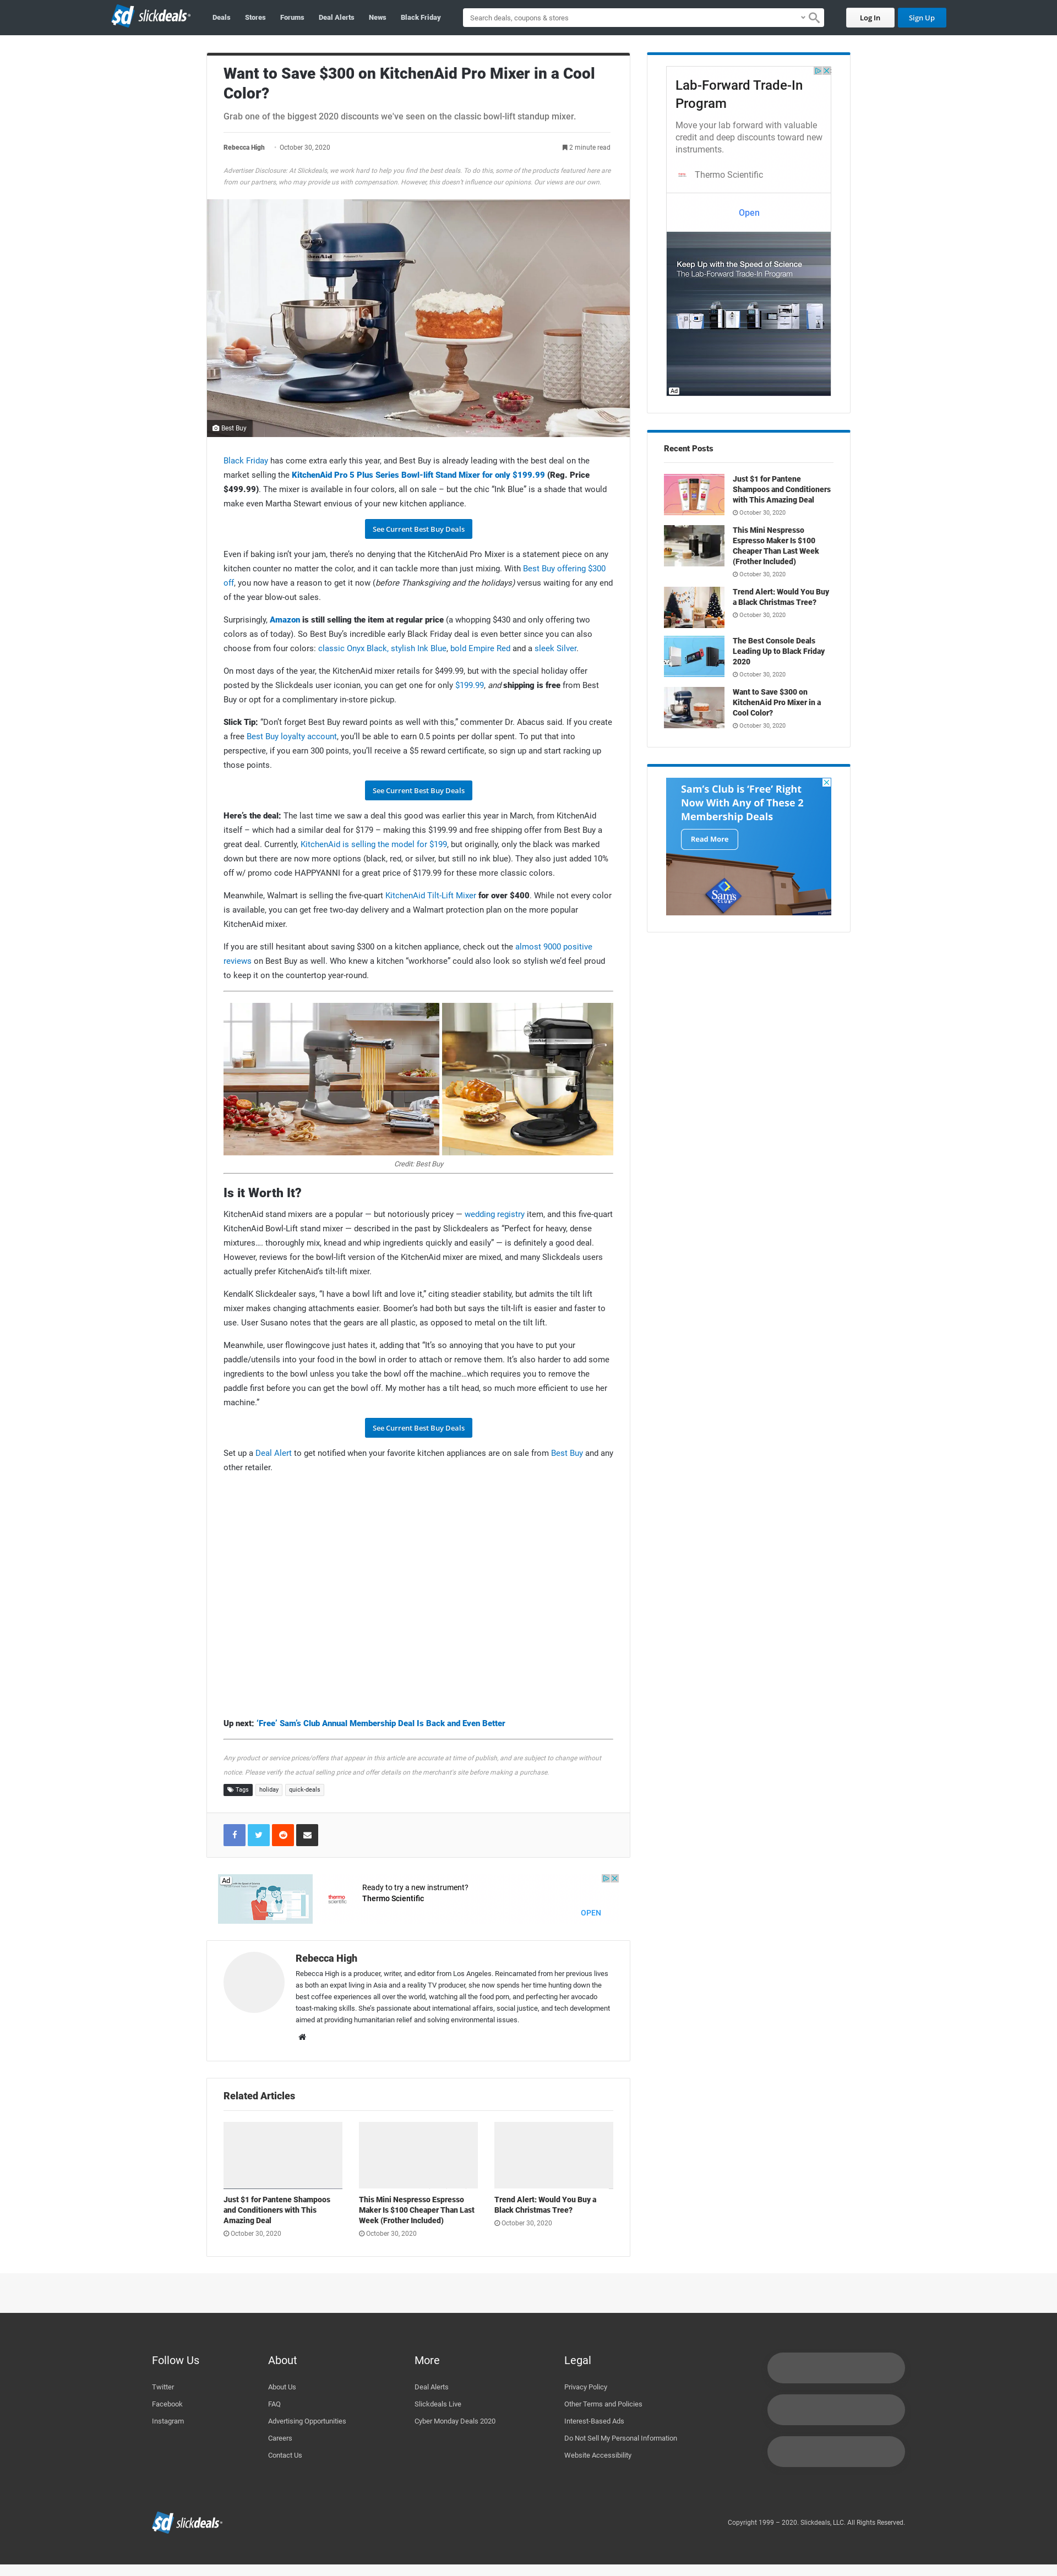 sd slickdeals
Deals Stores Forums Deal Alerts News Black Friday
Search deals, coupons & stores
Log In
Sign Up
Want to Save $300 on KitchenAid Pro Mixer in a Cool
Color?
Grab one of the biggest 2020 discounts we've seen on the classic bowl-lift standup mixer.
Rebecca High - October 30, 2020
2 minute read
Advertiser Disclosure: At Slickdeals, we work hard to help you find the best deals. To do this, some of the products featured here are
from our partners, who may provide us with compensation. However, this doesn't influence our opinions. Our views are our own.
Best Buy
Black Friday has come extra early this year, and Best Buy is already leading with the best deal on the
market selling the KitchenAid Pro 5 Plus Series Bowl-lift Stand Mixer for only $199.99 (Reg. Price
$499.99). The mixer is available in four colors, all on sale – but the chic “Ink Blue” is a shade that would
make even Martha Stewart envious of your new kitchen appliance.
See Current Best Buy Deals
Even if baking isn’t your jam, there’s no denying that the KitchenAid Pro Mixer is a statement piece on any
kitchen counter no matter the color, and it can tackle more than just mixing. With Best Buy offering $300
off, you now have a reason to get it now (before Thanksgiving and the holidays) versus waiting for any end
of the year blow-out sales.
Surprisingly, Amazon is still selling the item at regular price (a whopping $430 and only offering two
colors as of today). So Best Buy’s incredible early Black Friday deal is even better since you can also
choose from four colors: classic Onyx Black, stylish Ink Blue, bold Empire Red and a sleek Silver.
On most days of the year, the KitchenAid mixer retails for $499.99, but with the special holiday offer
posted by the Slickdeals user iconian, you can get one for only $199.99, and shipping is free from Best
Buy or opt for a complimentary in-store pickup.
Slick Tip: “Don’t forget Best Buy reward points as well with this,” commenter Dr. Abacus said. If you create
a free Best Buy loyalty account, you’ll be able to earn 0.5 points per dollar spent. To put that into
perspective, if you earn 300 points, you’ll receive a $5 reward certificate, so sign up and start racking up
those points.
See Current Best Buy Deals
Here’s the deal: The last time we saw a deal this good was earlier this year in March, from KitchenAid
itself – which had a similar deal for $179 – making this $199.99 and free shipping offer from Best Buy a
great deal. Currently, KitchenAid is selling the model for $199, but originally, only the black was marked
down but there are now more options (black, red, or silver, but still no ink blue). They also just added 10%
off w/ promo code HAPPYANNI for a great price of $179.99 for these more classic colors.
Meanwhile, Walmart is selling the five-quart KitchenAid Tilt-Lift Mixer for over $400. While not every color
is available, you can get free two-day delivery and a Walmart protection plan on the more popular
KitchenAid mixer.
If you are still hesitant about saving $300 on a kitchen appliance, check out the almost 9000 positive
reviews on Best Buy as well. Who knew a kitchen “workhorse” could also look so stylish we’d feel proud
to keep it on the countertop year-round.
Credit: Best Buy
Is it Worth It?
KitchenAid stand mixers are a popular — but notoriously pricey — wedding registry item, and this five-quart
KitchenAid Bowl-Lift stand mixer — described in the past by Slickdealers as “Perfect for heavy, dense
mixtures…. thoroughly mix, knead and whip ingredients quickly and easily” — is definitely a good deal.
However, reviews for the bowl-lift version of the KitchenAid mixer are mixed, and many Slickdeals users
actually prefer KitchenAid’s tilt-lift mixer.
KendalK Slickdealer says, “I have a bowl lift and love it,” citing steadier stability, but admits the tilt lift
mixer makes changing attachments easier. Boomer’s had both but says the tilt-lift is easier and faster to
use. User Susano notes that the gears are all plastic, as opposed to metal on the tilt lift.
Meanwhile, user flowingcove just hates it, adding that “It’s so annoying that you have to put your
paddle/utensils into your food in the bowl in order to attach or remove them. It’s also harder to add some
ingredients to the bowl unless you take the bowl off the machine…which requires you to remove the
paddle first before you can get the bowl off. My mother has a tilt head, so much more efficient to use her
machine.”
See Current Best Buy Deals
Set up a Deal Alert to get notified when your favorite kitchen appliances are on sale from Best Buy and any
other retailer.
Up next: ‘Free’ Sam’s Club Annual Membership Deal Is Back and Even Better
Any product or service prices/offers that appear in this article are accurate at time of publish, and are subject to change without
notice. Please verify the actual selling price and offer details on the merchant’s site before making a purchase.
Tags holiday quick-deals
Ad
thermo
scientific
Ready to try a new instrument?
Thermo Scientific
OPEN
Rebecca High
Rebecca High is a producer, writer, and editor from Los Angeles. Reincarnated from her previous lives
as both an expat living in Asia and a reality TV producer, she now spends her time hunting down the
best coffee experiences all over the world, watching all the food porn, and perfecting her avocado
toast-making skills. She's passionate about international affairs, social justice, and tech development
aimed at providing humanitarian relief and solving environmental issues.
Related Articles
Just $1 for Pantene Shampoos
and Conditioners with This
Amazing Deal
October 30, 2020
This Mini Nespresso Espresso
Maker Is $100 Cheaper Than Last
Week (Frother Included)
October 30, 2020
Trend Alert: Would You Buy a
Black Christmas Tree?
October 30, 2020
Lab-Forward Trade-In
Program
Move your lab forward with valuable
credit and deep discounts toward new
instruments.
Thermo Scientific
Open
Keep Up with the Speed of Science
The Lab-Forward Trade-In Program
Ad
Recent Posts
Just $1 for Pantene
Shampoos and Conditioners
with This Amazing Deal
October 30, 2020
This Mini Nespresso
Espresso Maker Is $100
Cheaper Than Last Week
(Frother Included)
October 30, 2020
Trend Alert: Would You Buy
a Black Christmas Tree?
October 30, 2020
The Best Console Deals
Leading Up to Black Friday
2020
October 30, 2020
Want to Save $300 on
KitchenAid Pro Mixer in a
Cool Color?
October 30, 2020
Sam’s Club is ‘Free’ Right
Now With Any of These 2
Membership Deals
Read More
Sam's
CLUB
Follow Us
Twitter
Facebook
Instagram
About
About Us
FAQ
Advertising Opportunities
Careers
Contact Us
More
Deal Alerts
Slickdeals Live
Cyber Monday Deals 2020
Legal
Privacy Policy
Other Terms and Policies
Interest-Based Ads
Do Not Sell My Personal Information
Website Accessibility
sd slickdeals
Copyright 1999 – 2020. Slickdeals, LLC. All Rights Reserved.